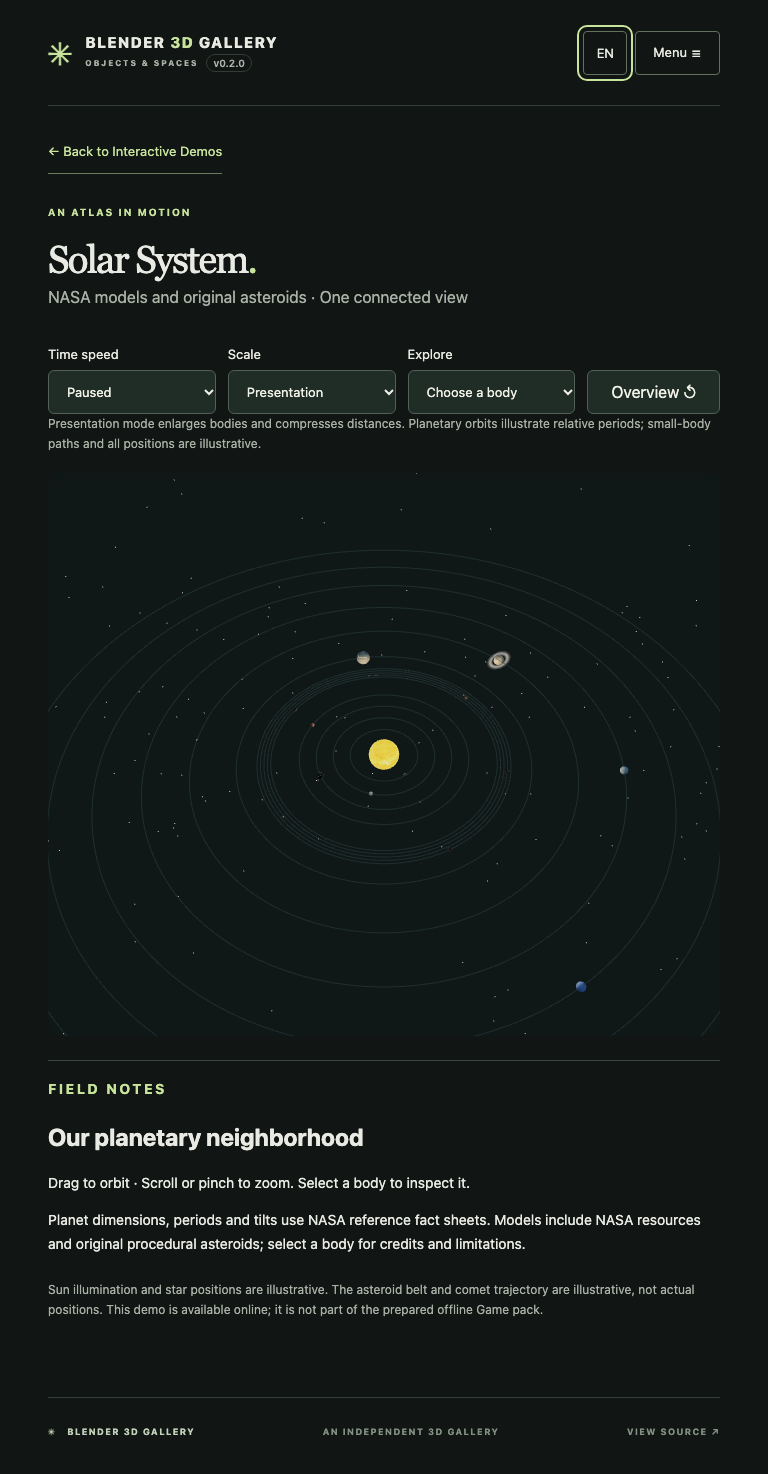 BLENDER 3D GALLERY
OBJECTS & SPACES v0.2.0
EN
Menu ≡
← Back to Interactive Demos
AN ATLAS IN MOTION
Solar System.
NASA models and original asteroids · One connected view
Time speed
Scale
Explore
Paused
Presentation
Choose a body
Overview ↺
Presentation mode enlarges bodies and compresses distances. Planetary orbits illustrate relative periods; small-body
paths and all positions are illustrative.
FIELD NOTES
Our planetary neighborhood
Drag to orbit · Scroll or pinch to zoom. Select a body to inspect it.
Planet dimensions, periods and tilts use NASA reference fact sheets. Models include NASA resources
and original procedural asteroids; select a body for credits and limitations.
Sun illumination and star positions are illustrative. The asteroid belt and comet trajectory are illustrative, not actual
positions. This demo is available online; it is not part of the prepared offline Game pack.
BLENDER 3D GALLERY
AN INDEPENDENT 3D GALLERY
VIEW SOURCE ↗